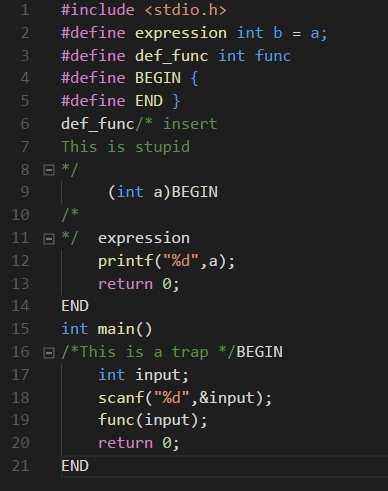 1 #include <stdio.h>
2 #define expression int b = a;
3 #define def_func int func
4 #define BEGIN {
5 #define END }
6 def_func/* insert
7 This is stupid
8 */
9      (int a)BEGIN
10 /*
11 */  expression
12     printf("%d",a);
13     return 0;
14 END
15 int main()
16 /*This is a trap */BEGIN
17     int input;
18     scanf("%d",&input);
19     func(input);
20     return 0;
21 END